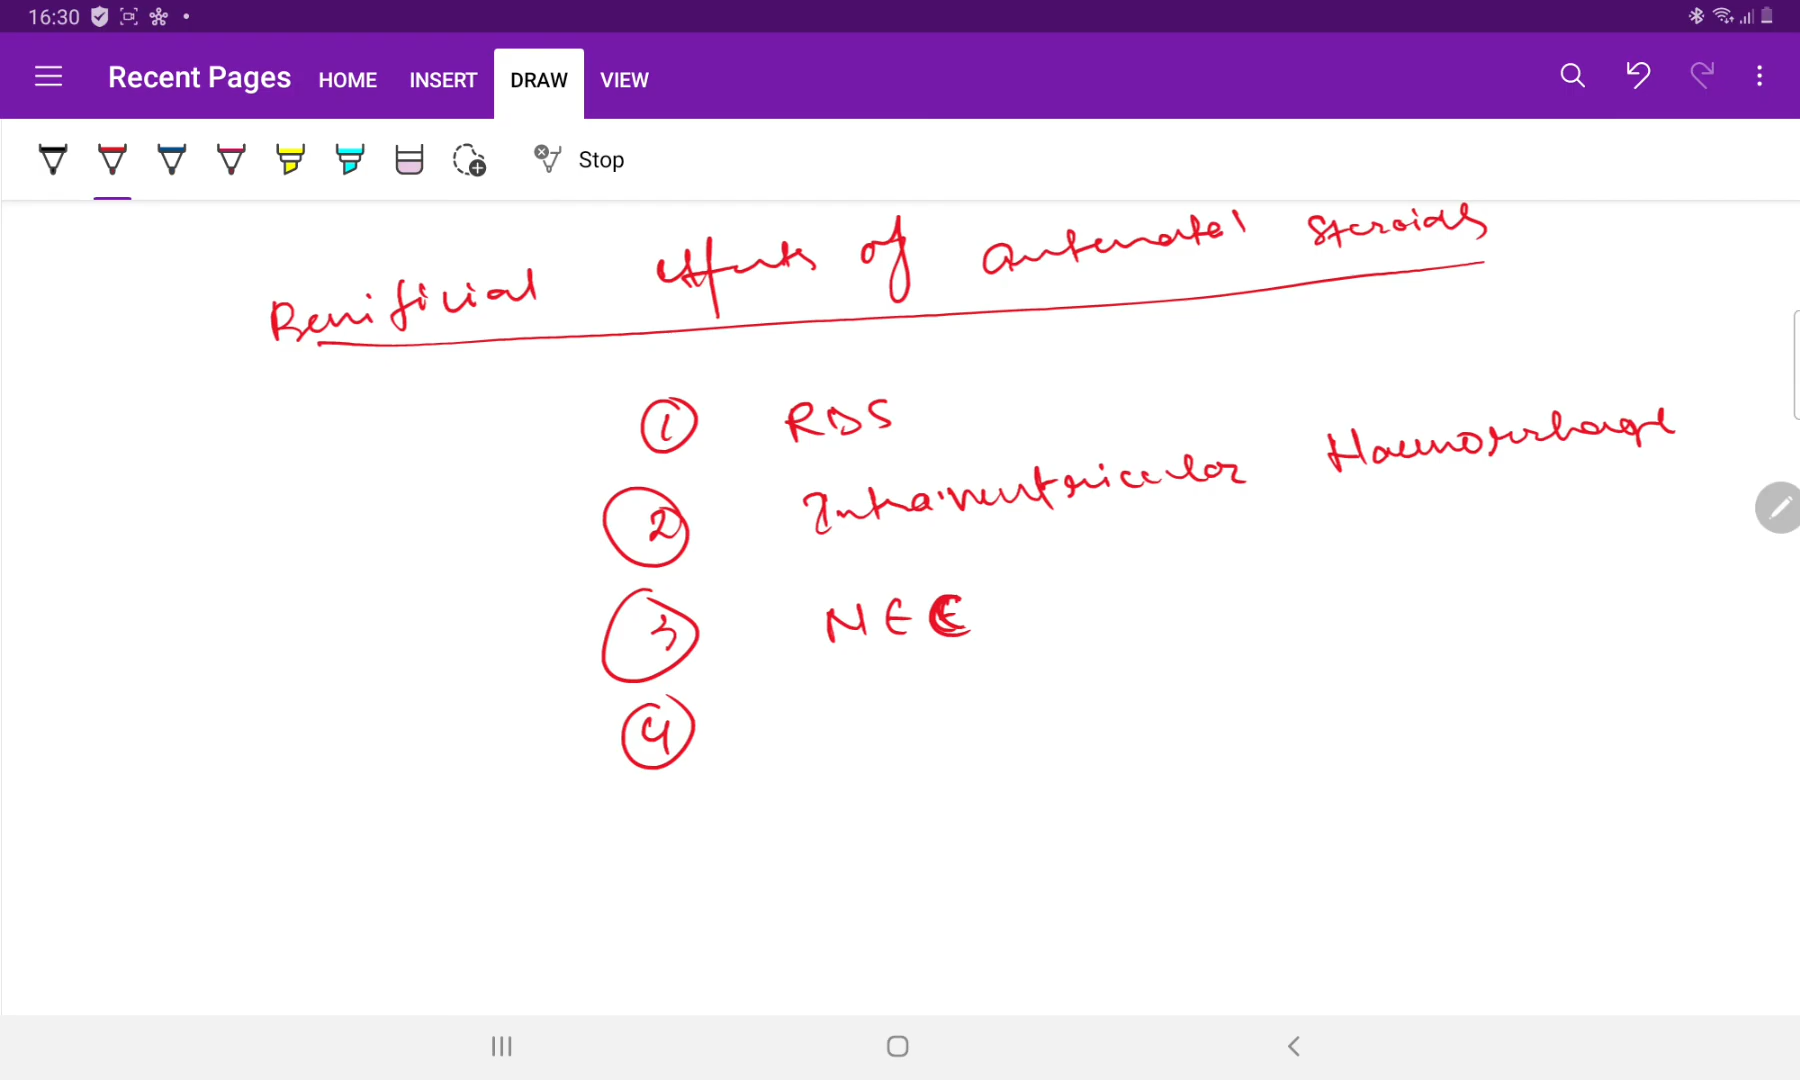 16:30
Recent Pages HOME INSERT DRAW VIEW
Stop
Benificial effects of antenatal steroids
① RDS
② Intraventricular Haemorrhage
③ NEC
④